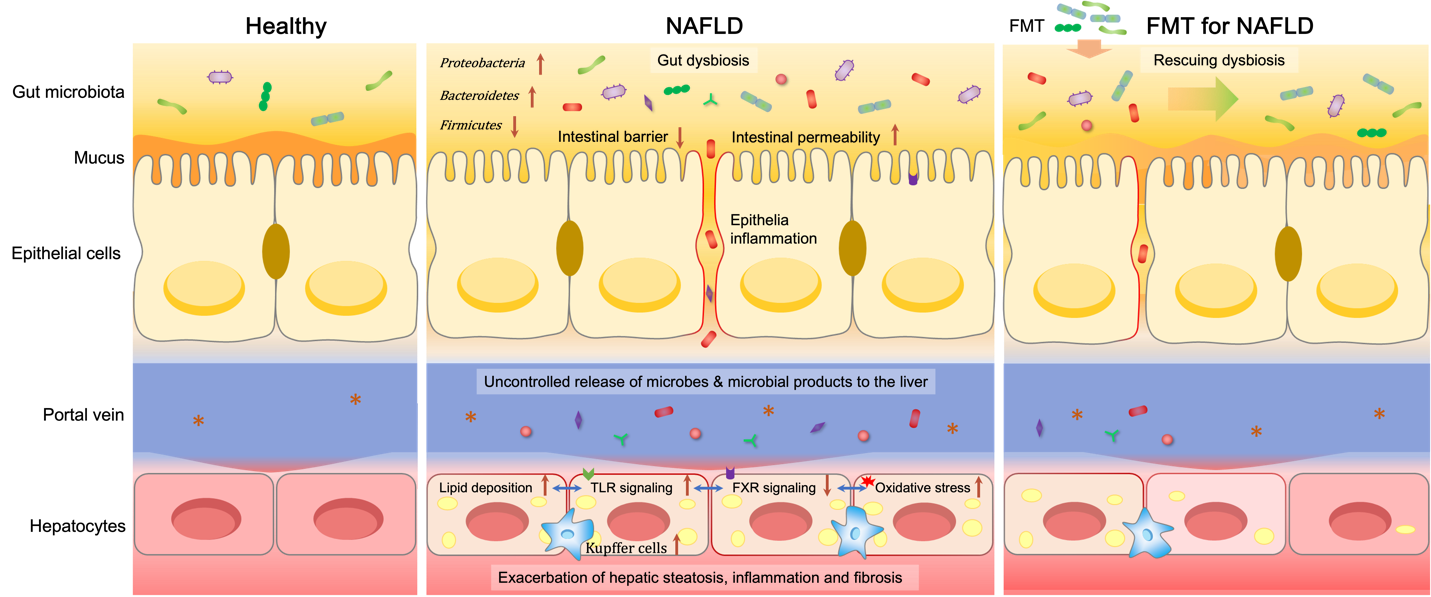 Healthy
NAFLD
FMT
FMT for NAFLD
Gut microbiota
Proteobacteria
Gut dysbiosis
Rescuing dysbiosis
Bacteroidetes
Firmicutes
Intestinal barrier
Intestinal permeability
Mucus
Epithelial cells
Epithelia
inflammation
Uncontrolled release of microbes & microbial products to the liver
Portal vein
*
*
*
*
*
*
*
*
Lipid deposition
TLR signaling
FXR signaling
Oxidative stress
Hepatocytes
Kupffer cells
Exacerbation of hepatic steatosis, inflammation and fibrosis